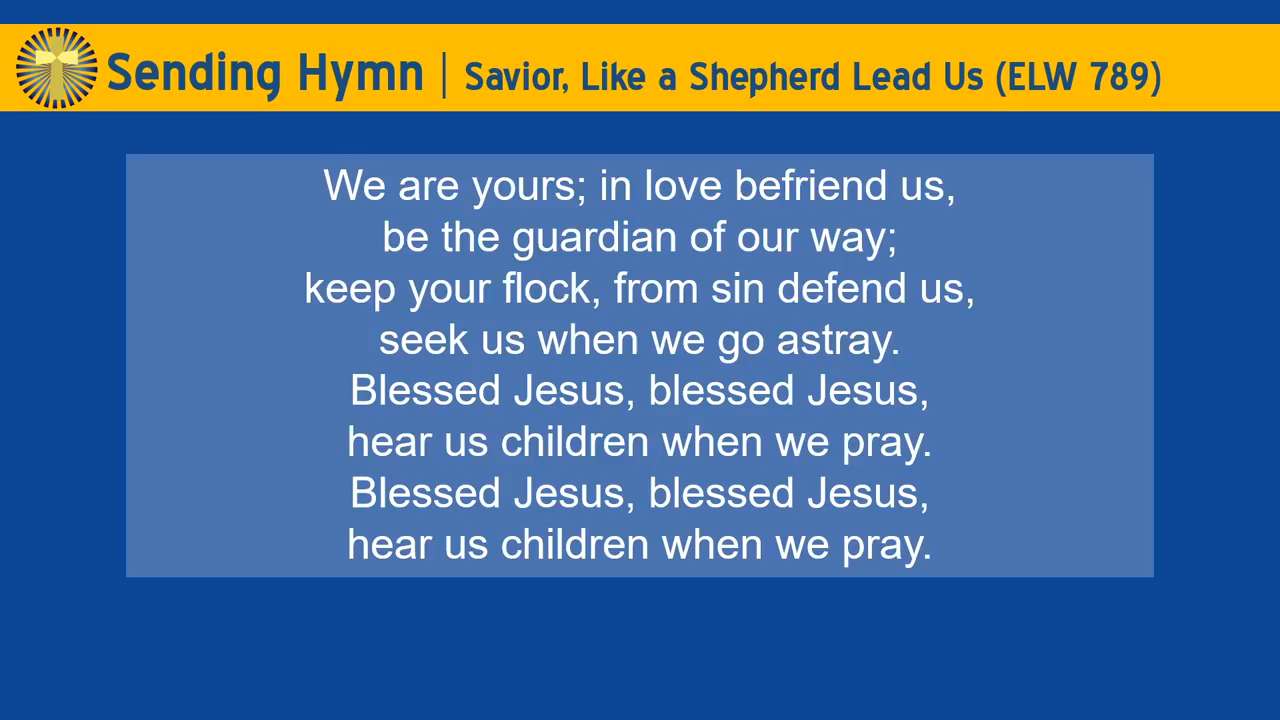 Sending Hymn | Savior, Like a Shepherd Lead Us (ELW 789)
We are yours; in love befriend us,
be the guardian of our way;
keep your flock, from sin defend us,
seek us when we go astray.
Blessed Jesus, blessed Jesus,
hear us children when we pray.
Blessed Jesus, blessed Jesus,
hear us children when we pray.